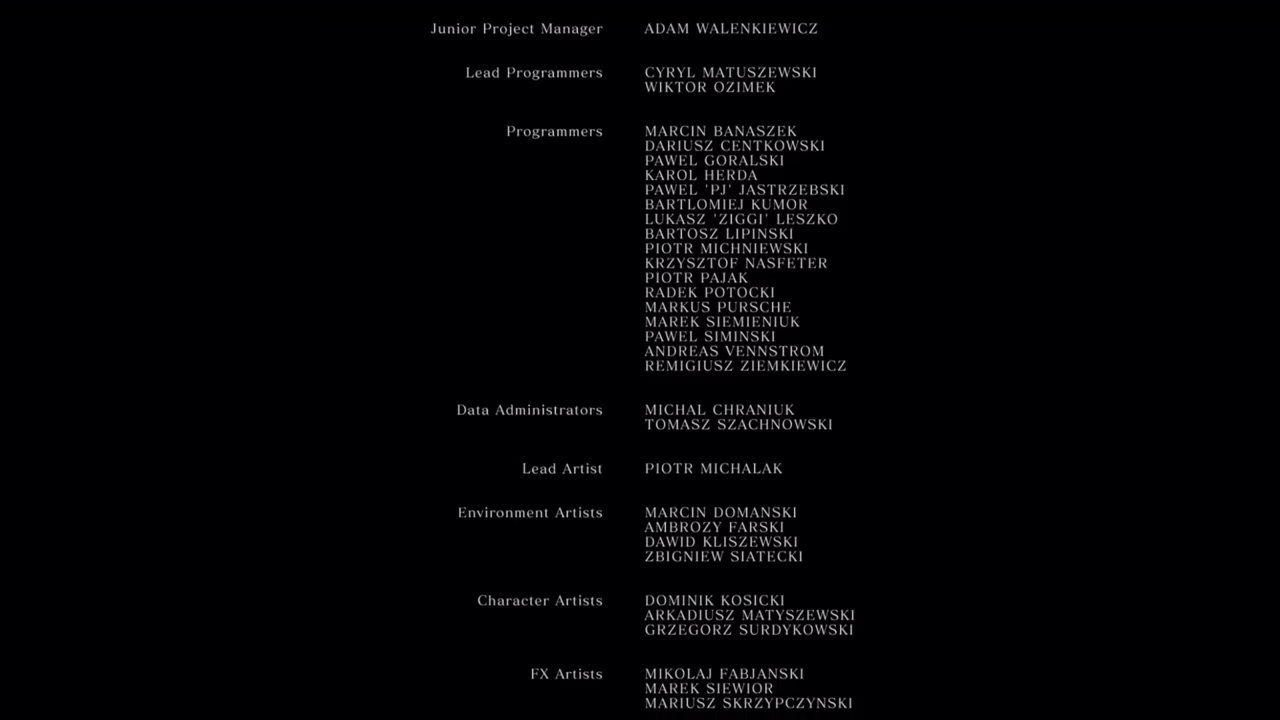 Junior Project Manager ADAM WALENKIEWICZ
Lead Programmers CYRYL MATUSZEWSKI
WIKTOR OZIMEK
Programmers MARCIN BANASZEK
DARIUSZ CENTKOWSKI
PAWEL GORALSKI
KAROL HERDA
PAWEL 'PJ' JASTRZEBSKI
BARTLOMIEJ KUMOR
LUKASZ 'ZIGGI' LESZKO
BARTOSZ LIPINSKI
PIOTR MICHNIEWSKI
KRZYSZTOF NASFETER
PIOTR PAJAK
RADEK POTOCKI
MARKUS PURSCHE
MAREK SIEMIENIUK
PAWEL SIMINSKI
ANDREAS VENNSTROM
REMIGIUSZ ZIEMKIEWICZ
Data Administrators MICHAL CHRANIUK
TOMASZ SZACHNOWSKI
Lead Artist PIOTR MICHALAK
Environment Artists MARCIN DOMANSKI
AMBROZY FARSKI
DAWID KLISZEWSKI
ZBIGNIEW SIATECKI
Character Artists DOMINIK KOSICKI
ARKADIUSZ MATYSZEWSKI
GRZEGORZ SURDYKOWSKI
FX Artists MIKOLAJ FABJANSKI
MAREK SIEWIOR
MARIUSZ SKRZYPCZYNSKI